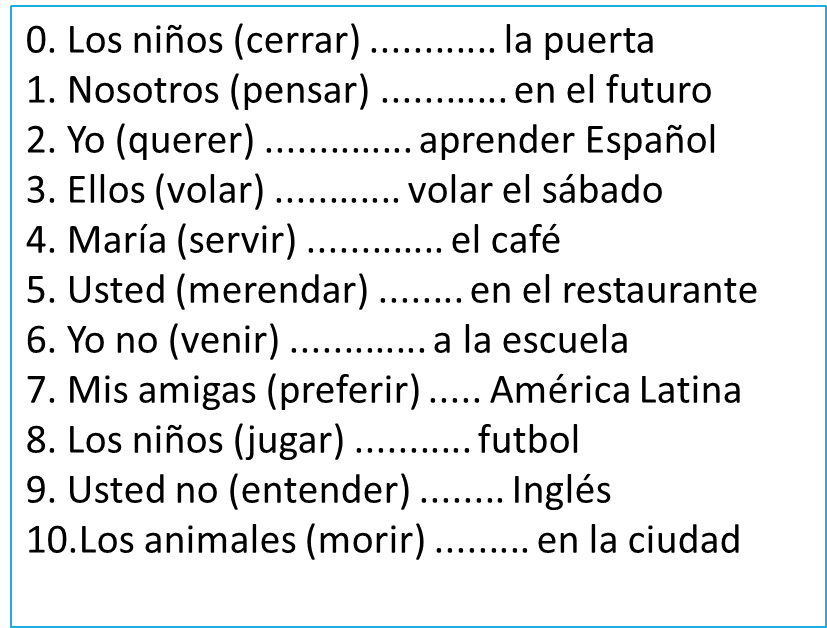 0. Los niños (cerrar) ............ la puerta
1. Nosotros (pensar) ............ en el futuro
2. Yo (querer) .............. aprender Español
3. Ellos (volar) ............ volar el sábado
4. María (servir) ............. el café
5. Usted (merendar) ........ en el restaurante
6. Yo no (venir) ............. a la escuela
7. Mis amigas (preferir) ..... América Latina
8. Los niños (jugar) ........... futbol
9. Usted no (entender) ........ Inglés
10.Los animales (morir) ......... en la ciudad